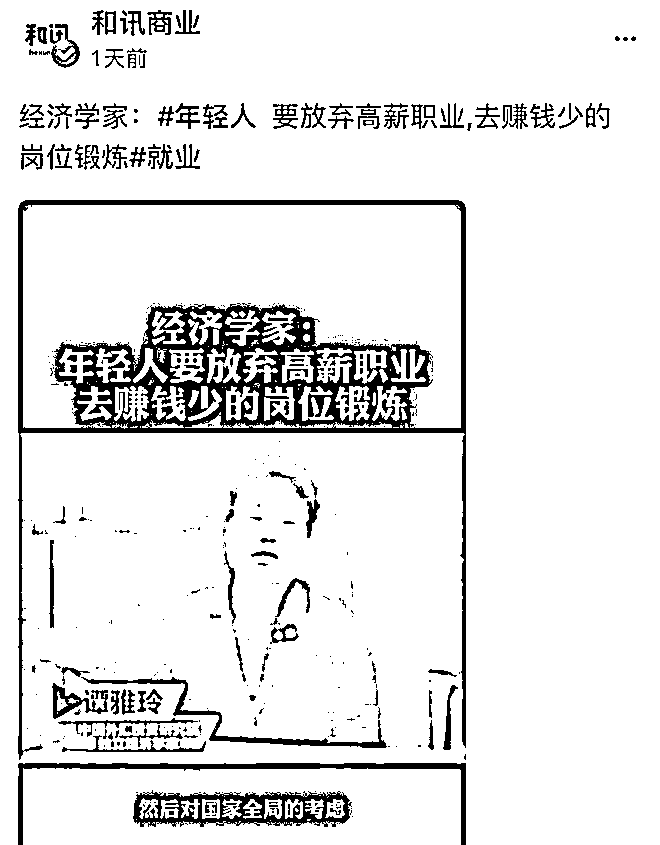 和讯
和讯商业
1天前
经济学家：#年轻人 要放弃高薪职业,去赚钱少的
岗位锻炼#就业
经济学家：
年轻人要放弃高薪职业
去赚钱少的岗位锻炼
谭雅玲
然后对国家全局的考虑